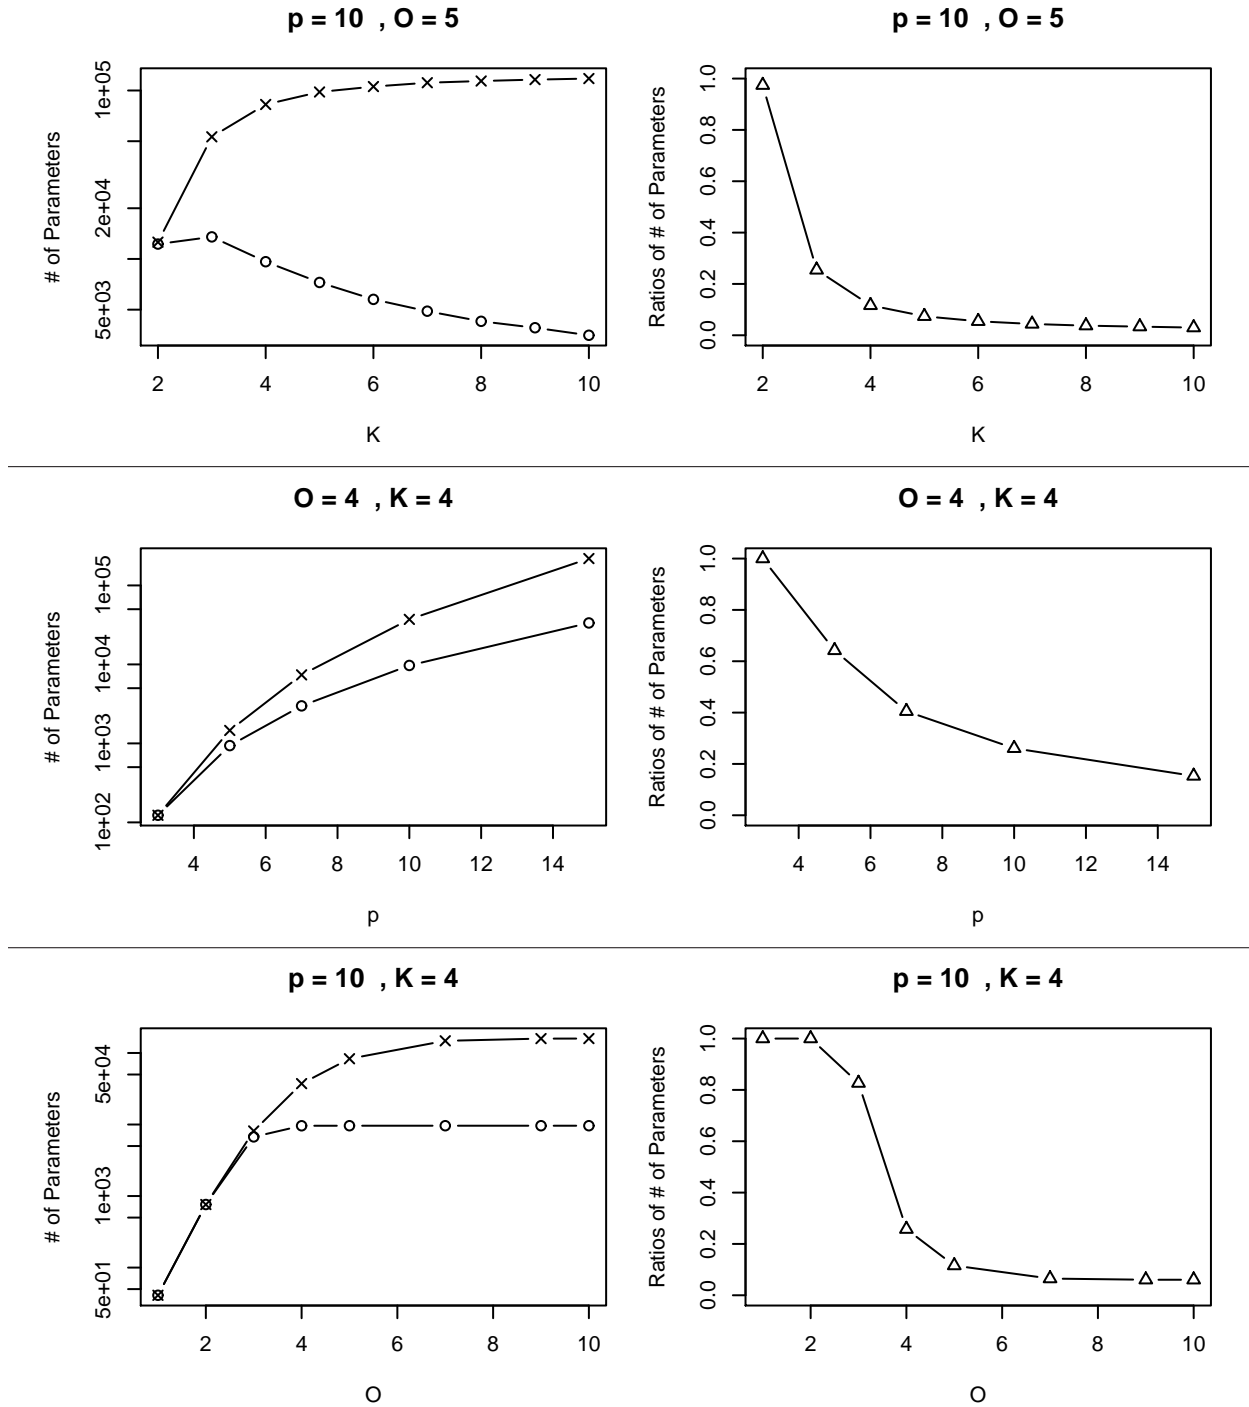 p = 10 , O = 5
# of Parameters
5e+03 2e+04 1e+05
2 4 6 8 10
K
p = 10 , O = 5
Ratios of # of Parameters
0.0 0.2 0.4 0.6 0.8 1.0
2 4 6 8 10
K
O = 4 , K = 4
# of Parameters
1e+02 1e+03 1e+04 1e+05
4 6 8 10 12 14
p
O = 4 , K = 4
Ratios of # of Parameters
0.0 0.2 0.4 0.6 0.8 1.0
4 6 8 10 12 14
p
p = 10 , K = 4
# of Parameters
5e+01 1e+03 5e+04
2 4 6 8 10
O
p = 10 , K = 4
Ratios of # of Parameters
0.0 0.2 0.4 0.6 0.8 1.0
2 4 6 8 10
O